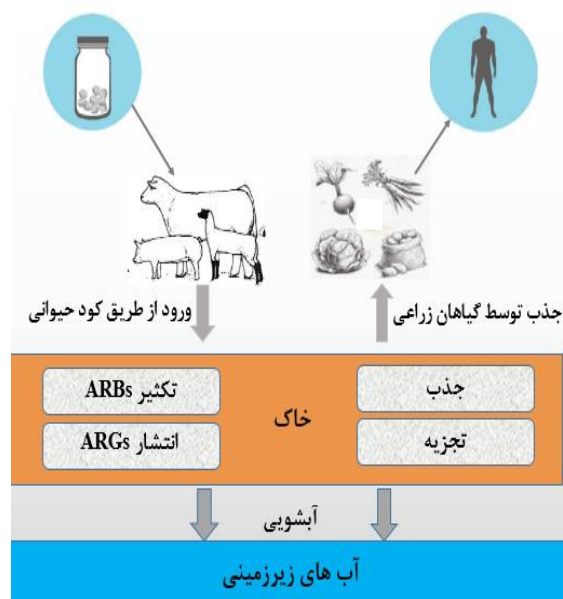 ورود از طریق کود حیوانی
جذب توسط گیاهان زراعی
تکثیر ARBs
انتشار ARGs
خاک
جذب
تجزیه
آبشویی
آب های زیرزمینی